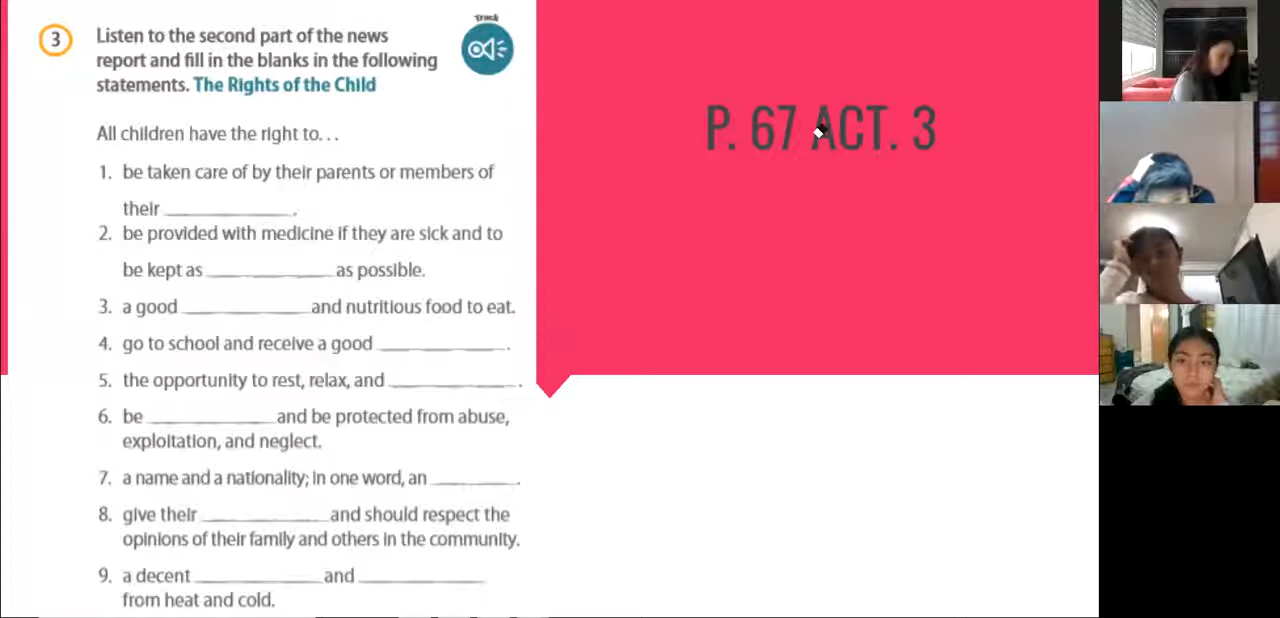 Track
3
Listen to the second part of the news
report and fill in the blanks in the following
statements. The Rights of the Child
All children have the right to...
1. be taken care of by their parents or members of
their ____________.
2. be provided with medicine if they are sick and to
be kept as ____________ as possible.
3. a good ____________ and nutritious food to eat.
4. go to school and receive a good ____________.
5. the opportunity to rest, relax, and ____________.
6. be ____________ and be protected from abuse,
exploitation, and neglect.
7. a name and a nationality; in one word, an ________.
8. give their ____________ and should respect the
opinions of their family and others in the community.
9. a decent ____________ and ____________
from heat and cold.
P. 67 ACT. 3